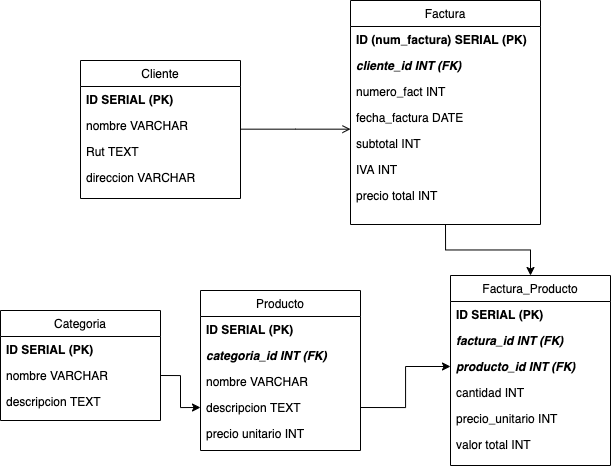 Factura
ID (num_factura) SERIAL (PK)
cliente_id INT (FK)
numero_fact INT
fecha_factura DATE
subtotal INT
IVA INT
precio total INT
Cliente
ID SERIAL (PK)
nombre VARCHAR
Rut TEXT
direccion VARCHAR
Categoria
ID SERIAL (PK)
nombre VARCHAR
descripcion TEXT
Producto
ID SERIAL (PK)
categoria_id INT (FK)
nombre VARCHAR
descripcion TEXT
precio unitario INT
Factura_Producto
ID SERIAL (PK)
factura_id INT (FK)
producto_id INT (FK)
cantidad INT
precio_unitario INT
valor total INT